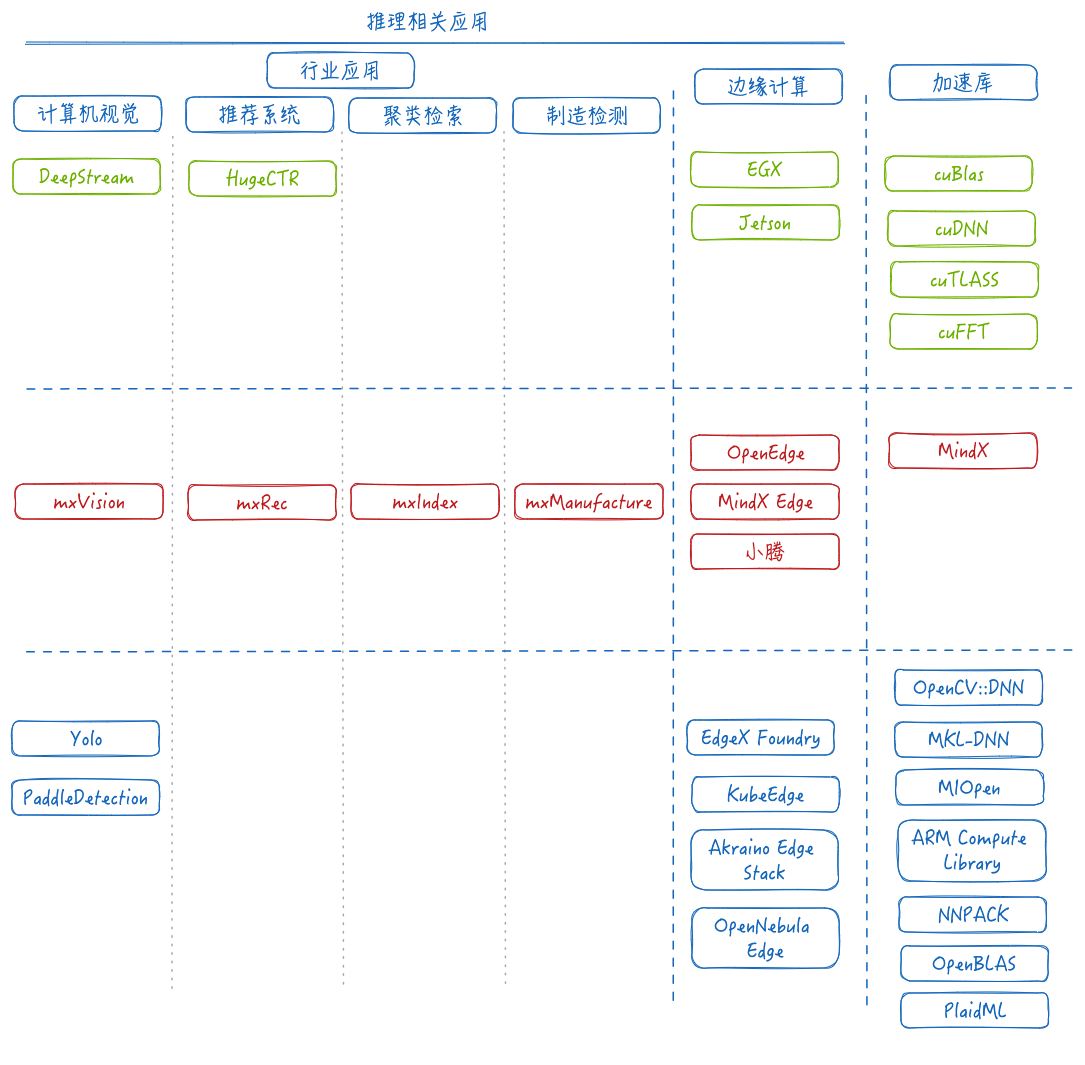 推理相关应用
行业应用
边缘计算
加速库
计算机视觉
推荐系统
聚类检索
制造检测
DeepStream
HugeCTR
EGX
Jetson
cuBlas
cuDNN
cuTLASS
cuFFT
mxVision
mxRec
mxIndex
mxManufacture
OpenEdge
MindX Edge
小腾
MindX
Yolo
PaddleDetection
EdgeX Foundry
KubeEdge
Akraino Edge
Stack
OpenNebula
Edge
OpenCV::DNN
MKL-DNN
MIOpen
ARM Compute
Library
NNPACK
OpenBLAS
PlaidML